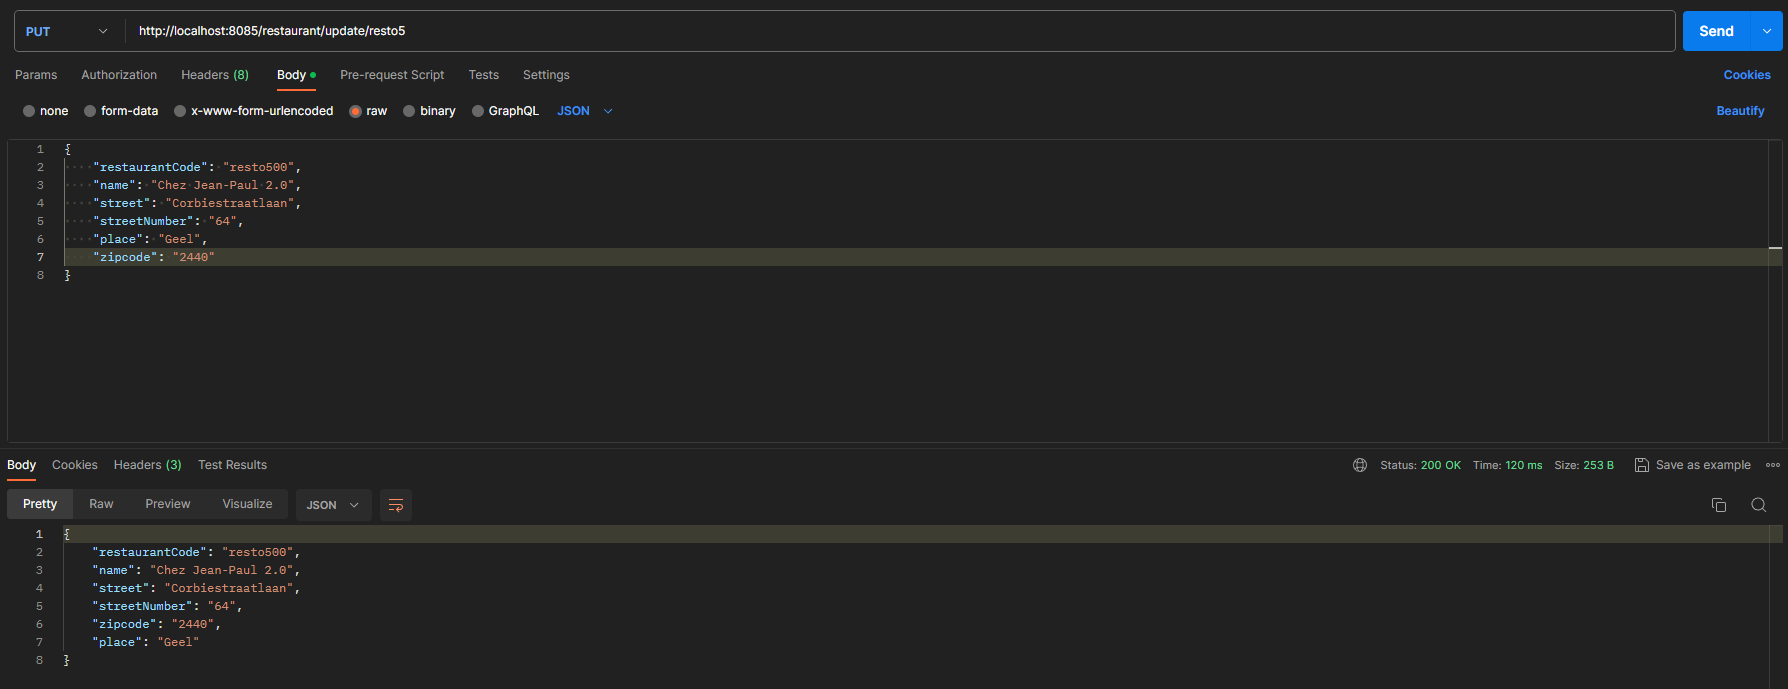 PUT http://localhost:8085/restaurant/update/resto5 Send
Params Authorization Headers (8) Body Pre-request Script Tests Settings Cookies
none form-data x-www-form-urlencoded raw binary GraphQL JSON Beautify
1 {
2 "restaurantCode": "resto500",
3 "name": "Chez Jean-Paul 2.0",
4 "street": "Corbiestraatlaan",
5 "streetNumber": "64",
6 "place": "Geel",
7 "zipcode": "2440"
8 }
Body Cookies Headers (3) Test Results Status: 200 OK Time: 120 ms Size: 253 B Save as example
Pretty Raw Preview Visualize JSON
1 {
2 "restaurantCode": "resto500",
3 "name": "Chez Jean-Paul 2.0",
4 "street": "Corbiestraatlaan",
5 "streetNumber": "64",
6 "zipcode": "2440",
7 "place": "Geel"
8 }